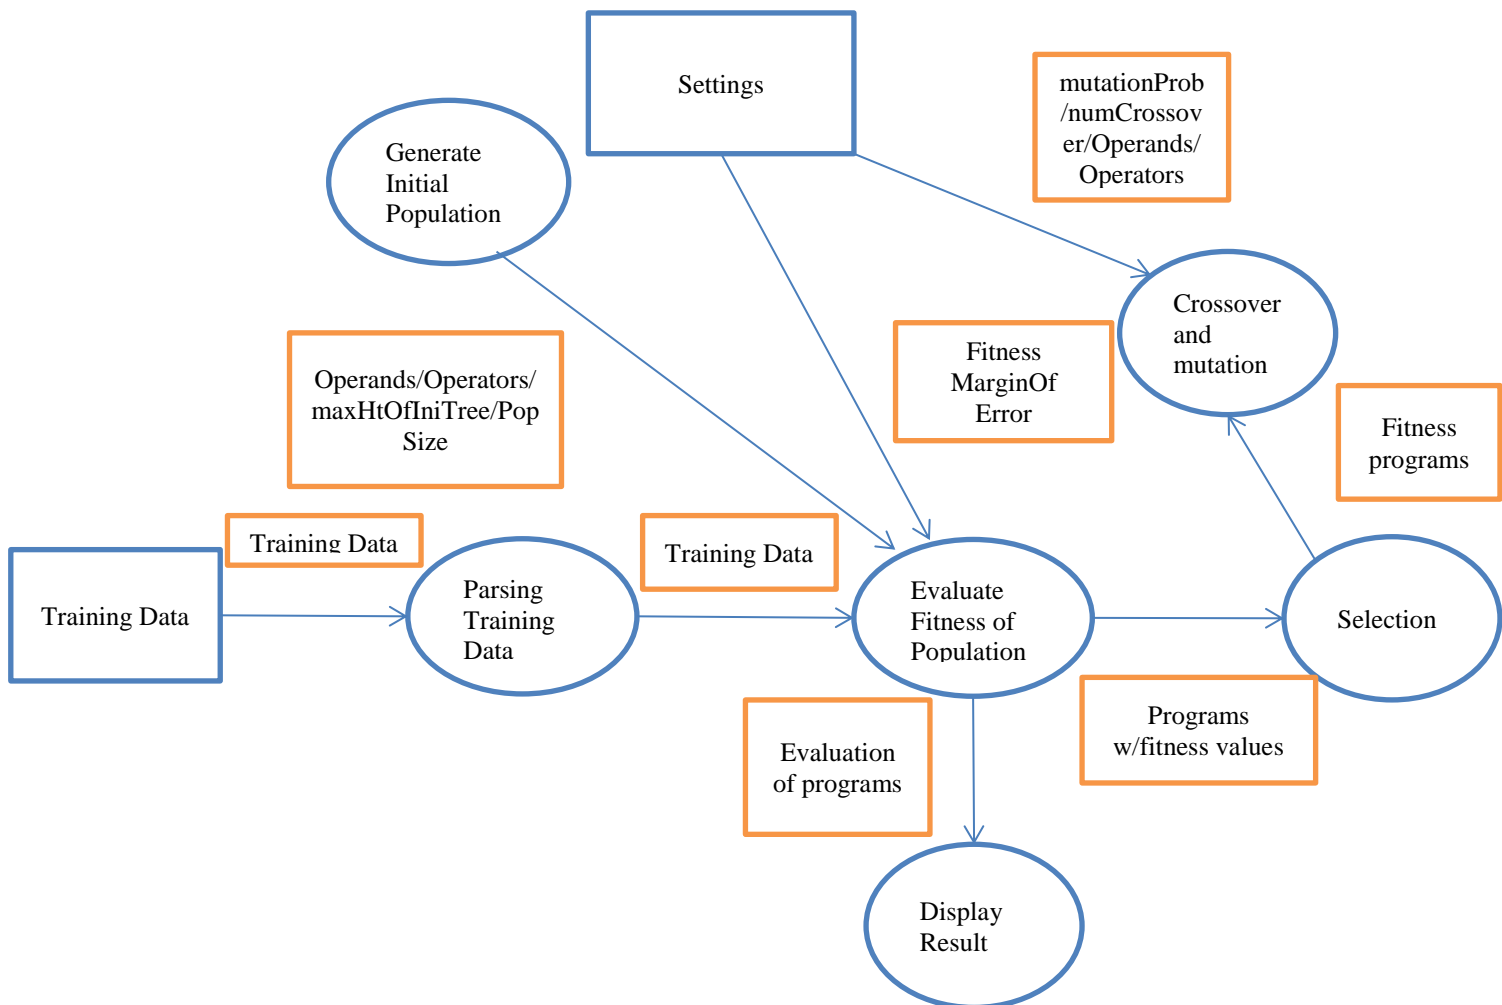 Settings
mutationProb
/numCrossov
er/Operands/
Operators
Generate
Initial
Population
Crossover
and
mutation
Fitness
MarginOf
Error
Operands/Operators/
maxHtOfIniTree/Pop
Size
Fitness
programs
Training Data
Training Data
Training Data
Parsing
Training
Data
Evaluate
Fitness of
Population
Selection
Programs
w/fitness values
Evaluation
of programs
Display
Result